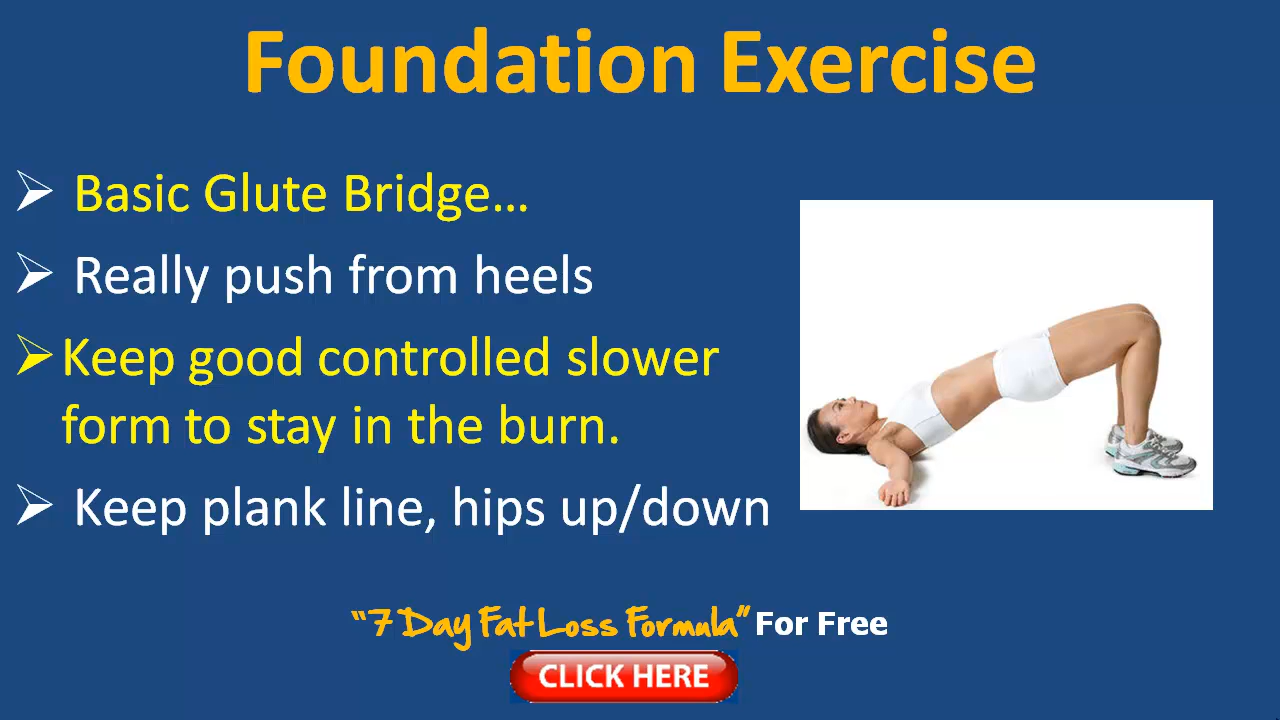 Foundation Exercise
Basic Glute Bridge...
Really push from heels
Keep good controlled slower
form to stay in the burn.
Keep plank line, hips up/down
“7 Day Fat Loss Formula” For Free
CLICK HERE